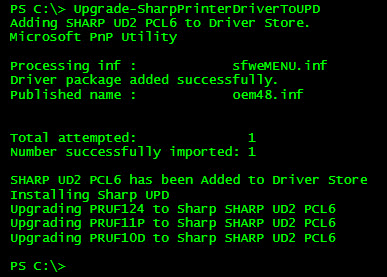 PS C:\> Upgrade-SharpPrinterDriverToUPD
Adding SHARP UD2 PCL6 to Driver Store.
Microsoft PnP Utility
Processing inf :            sfweMENU.inf
Driver package added successfully.
Published name :            oem48.inf
Total attempted:              1
Number successfully imported: 1
SHARP UD2 PCL6 has been Added to Driver Store
Installing Sharp UPD
Upgrading PRUF124 to Sharp SHARP UD2 PCL6
Upgrading PRUF11P to Sharp SHARP UD2 PCL6
Upgrading PRUF10D to Sharp SHARP UD2 PCL6
PS C:\>